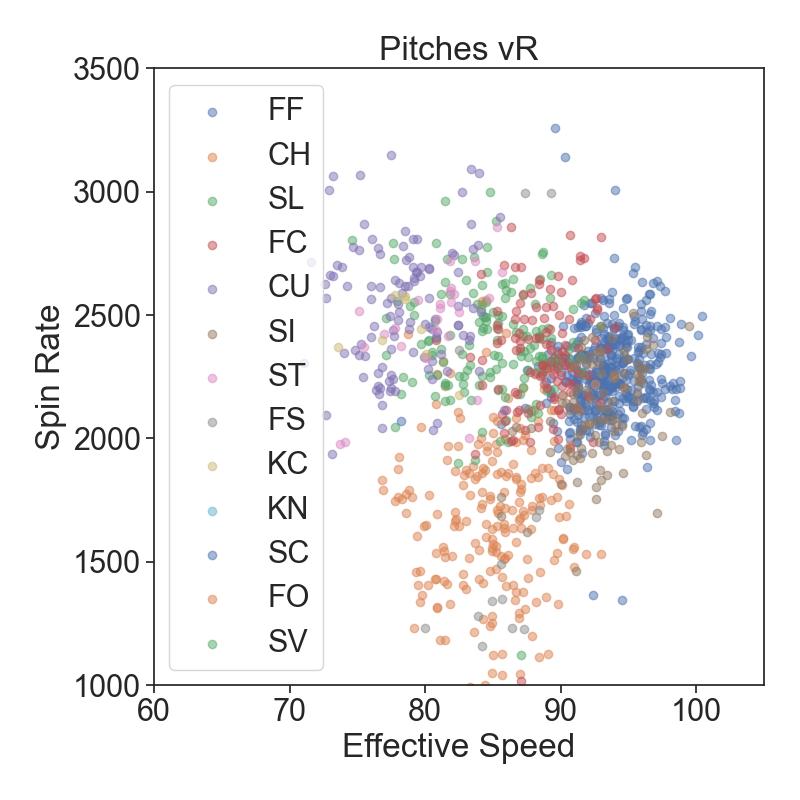 Pitches vR
3500
3000
2500
2000
1500
1000
Spin Rate
FF
CH
SL
FC
CU
SI
ST
FS
KC
KN
SC
FO
SV
60 70 80 90 100
Effective Speed